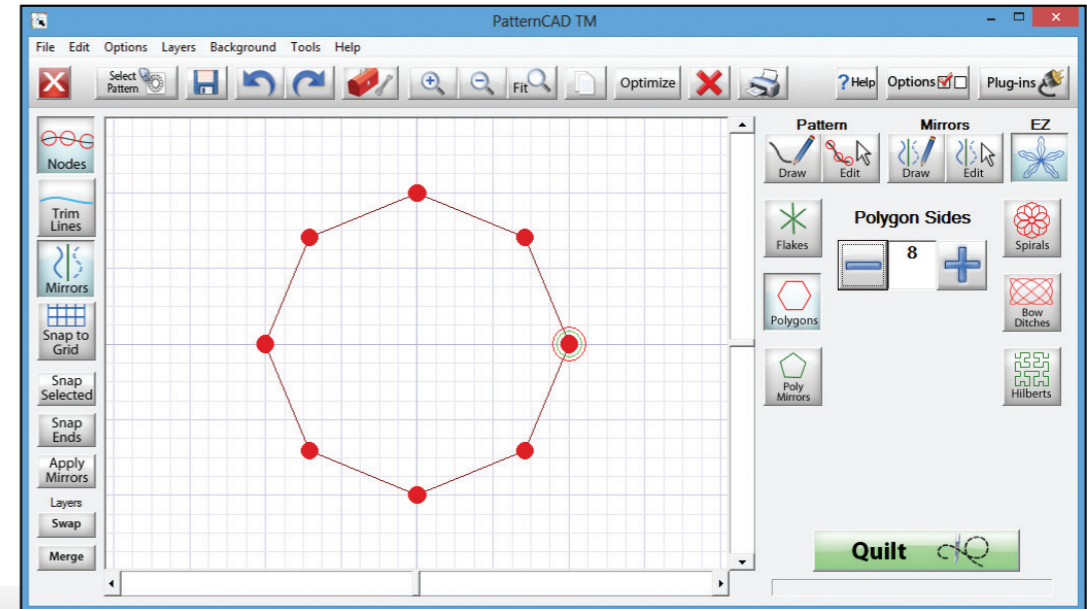 PatternCAD TM
File Edit Options Layers Background Tools Help
Select
Pattern
Fit
Optimize
?Help
Options
Plug-ins
Nodes
Trim
Lines
Mirrors
Snap to
Grid
Snap
Selected
Snap
Ends
Apply
Mirrors
Layers
Swap
Merge
Pattern
Mirrors
EZ
Draw
Edit
Draw
Edit
Flakes
Polygon Sides
8
Spirals
Polygons
Bow
Ditches
Poly
Mirrors
Hilberts
Quilt